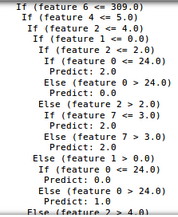 If (feature 6 <= 309.0)
If (feature 4 <= 5.0)
If (feature 2 <= 4.0)
If (feature 1 <= 0.0)
If (feature 2 <= 2.0)
If (feature 0 <= 24.0)
Predict: 2.0
Else (feature 0 > 24.0)
Predict: 0.0
Else (feature 2 > 2.0)
If (feature 7 <= 3.0)
Predict: 2.0
Else (feature 7 > 3.0)
Predict: 2.0
Else (feature 1 > 0.0)
If (feature 0 <= 24.0)
Predict: 0.0
Else (feature 0 > 24.0)
Predict: 1.0
Else (feature 2 > 4.0)